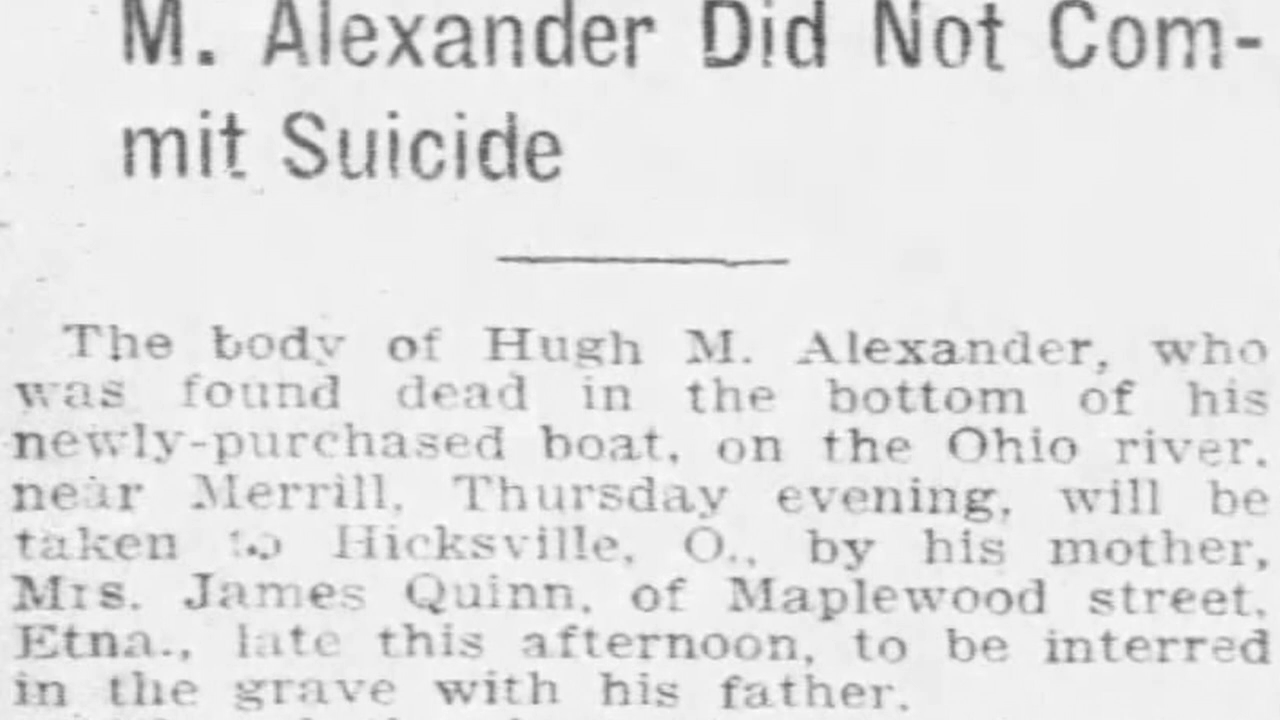 M. Alexander Did Not Com-
mit Suicide
The body of Hugh M. Alexander, who
was found dead in the bottom of his
newly-purchased boat, on the Ohio river,
near Merrill, Thursday evening, will be
taken to Hicksville, O., by his mother,
Mrs. James Quinn, of Maplewood street,
Etna., late this afternoon, to be interred
in the grave with his father.